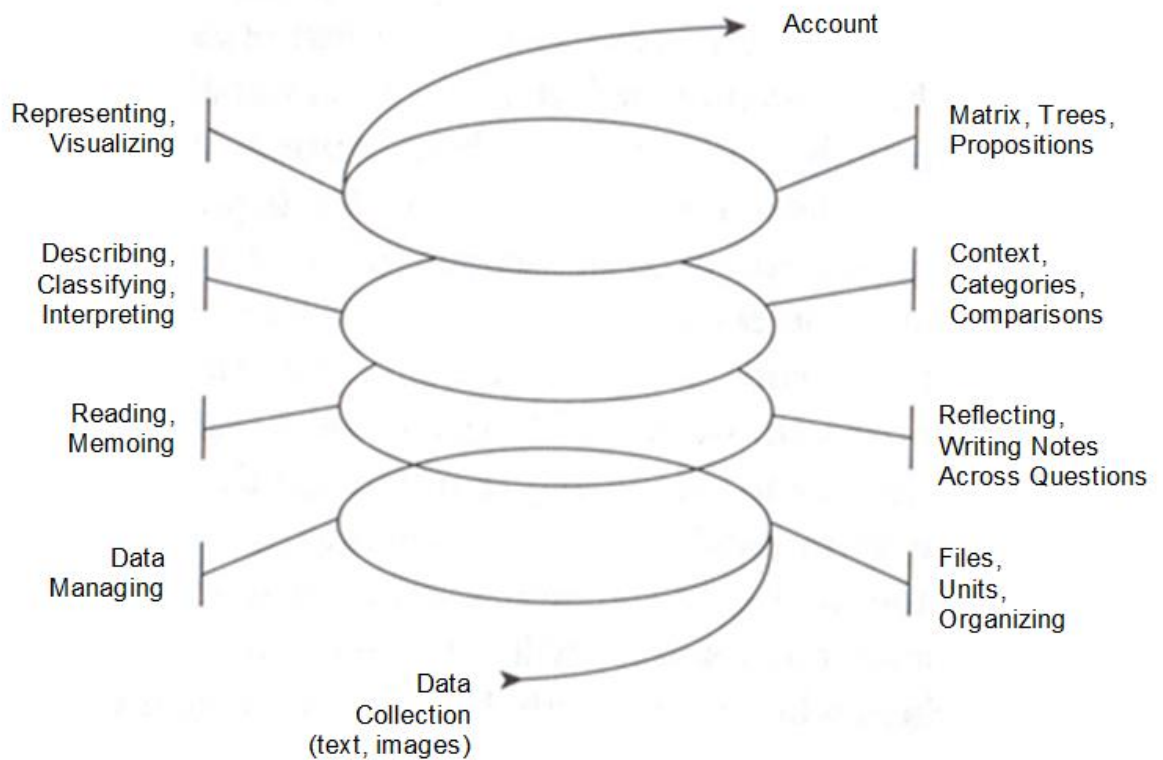 Account
Representing,
Visualizing
Matrix, Trees,
Propositions
Describing,
Classifying,
Interpreting
Context,
Categories,
Comparisons
Reading,
Memoing
Reflecting,
Writing Notes
Across Questions
Data
Managing
Files,
Units,
Organizing
Data
Collection
(text, images)